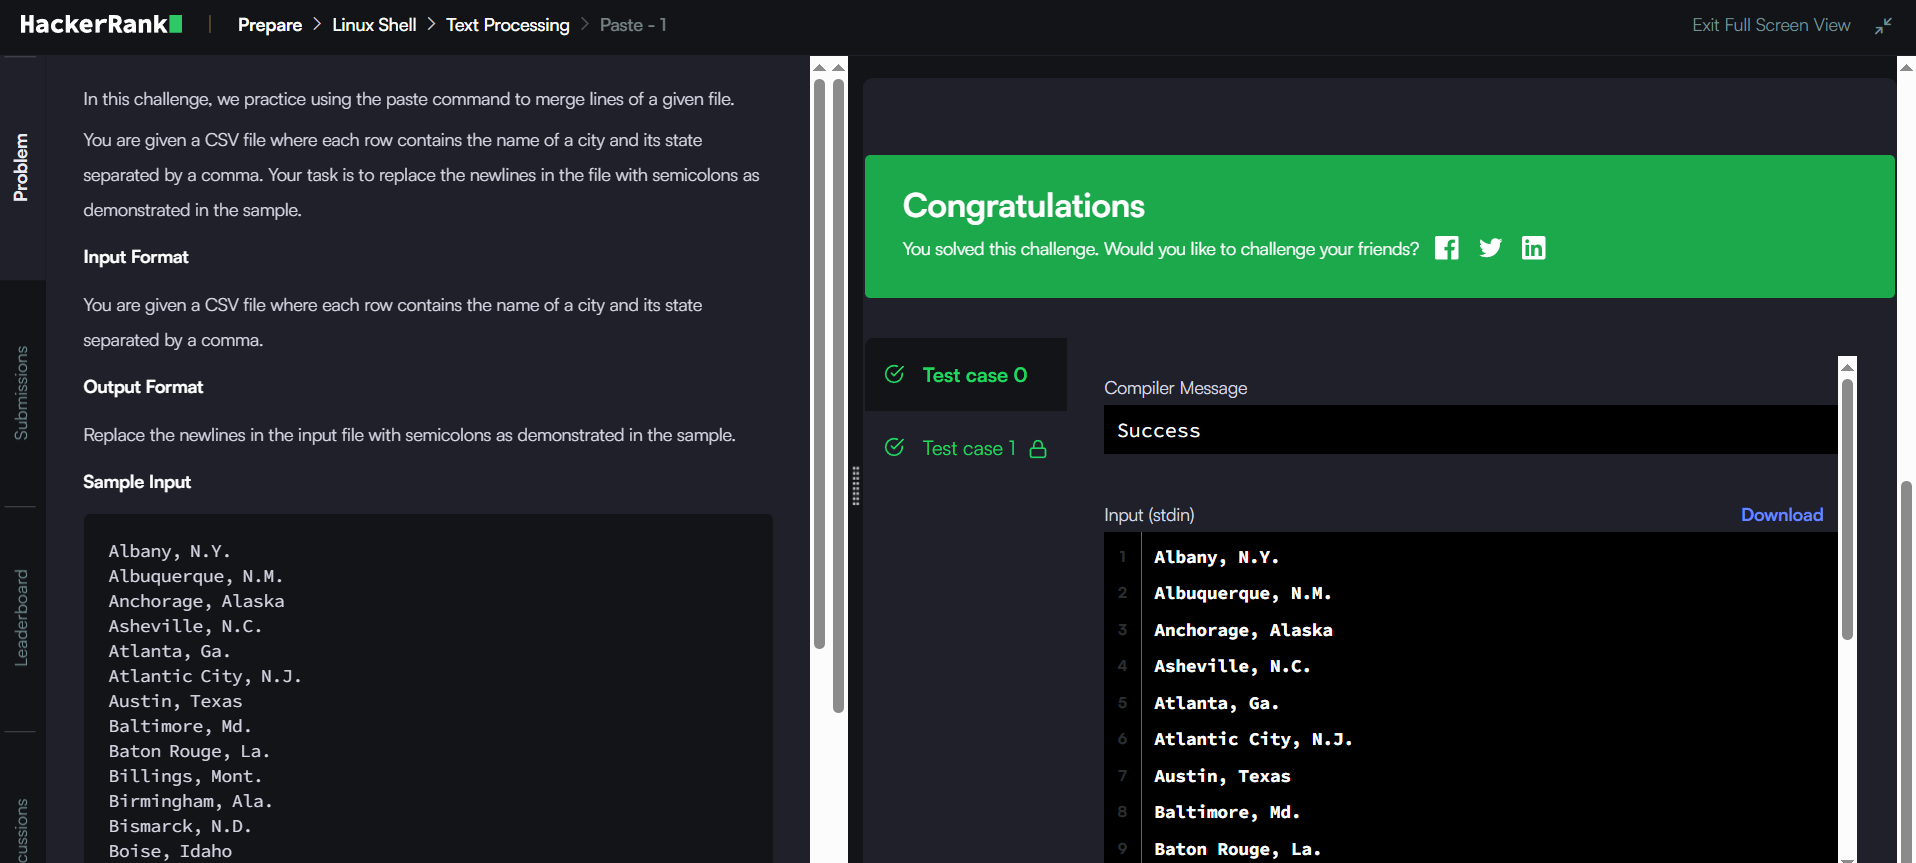 HackerRank | Prepare > Linux Shell > Text Processing > Paste - 1
Exit Full Screen View
Problem
Submissions
Leaderboard
cussions
In this challenge, we practice using the paste command to merge lines of a given file.
You are given a CSV file where each row contains the name of a city and its state
separated by a comma. Your task is to replace the newlines in the file with semicolons as
demonstrated in the sample.
Input Format
You are given a CSV file where each row contains the name of a city and its state
separated by a comma.
Output Format
Replace the newlines in the input file with semicolons as demonstrated in the sample.
Sample Input
Albany, N.Y.
Albuquerque, N.M.
Anchorage, Alaska
Asheville, N.C.
Atlanta, Ga.
Atlantic City, N.J.
Austin, Texas
Baltimore, Md.
Baton Rouge, La.
Billings, Mont.
Birmingham, Ala.
Bismarck, N.D.
Boise, Idaho
Congratulations
You solved this challenge. Would you like to challenge your friends?
Test case 0
Test case 1
Compiler Message
Success
Input (stdin)
Download
1 Albany, N.Y.
2 Albuquerque, N.M.
3 Anchorage, Alaska
4 Asheville, N.C.
5 Atlanta, Ga.
6 Atlantic City, N.J.
7 Austin, Texas
8 Baltimore, Md.
9 Baton Rouge, La.